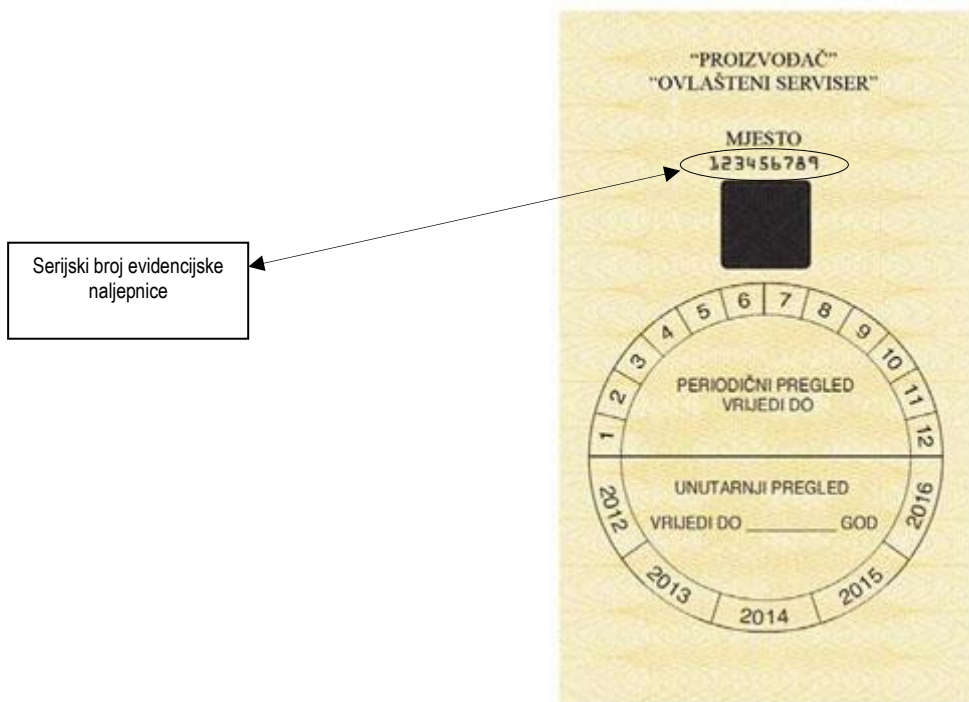 “PROIZVOĐAČ”
“OVLAŠTENI SERVISER”
MJESTO
123456789
Serijski broj evidencijske
naljepnice
1 2 3 4 5 6 7 8 9 10 11 12
PERIODIČNI PREGLED
VRIJEDI DO
UNUTARNJI PREGLED
VRIJEDI DO _________ GOD
2012 2013 2014 2015 2016